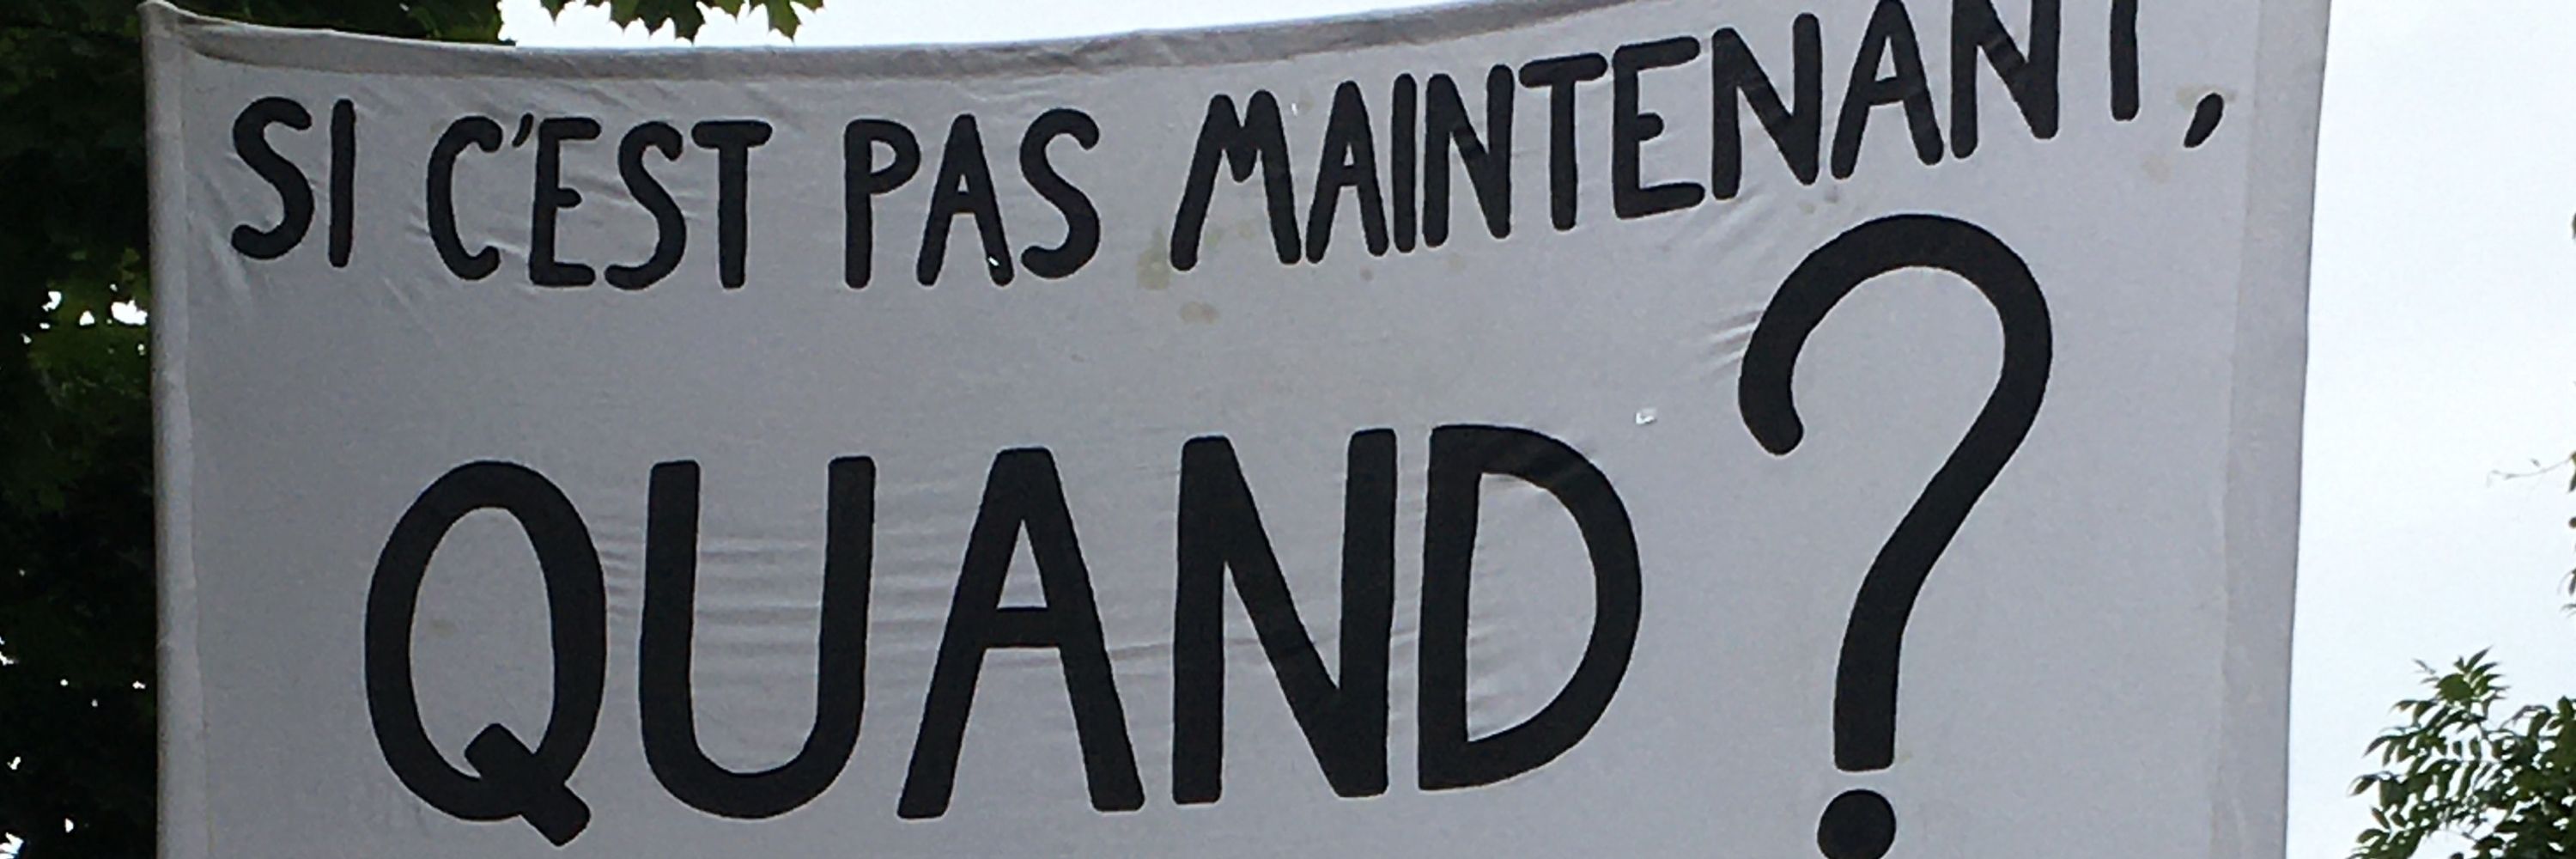 SI C'EST PAS MAINTENANT,
QUAND ?